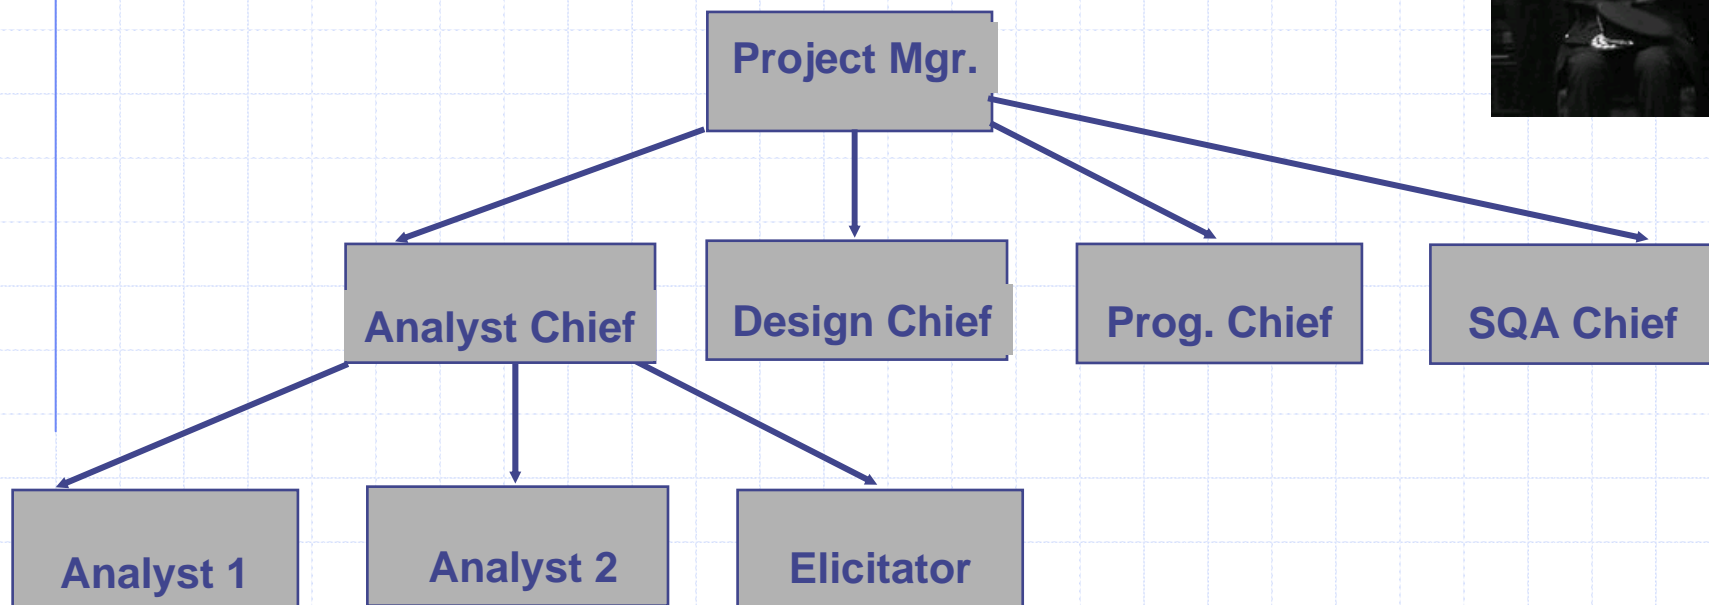 Project Mgr.
Analyst Chief
Design Chief
Prog. Chief
SQA Chief
Analyst 1
Analyst 2
Elicitator